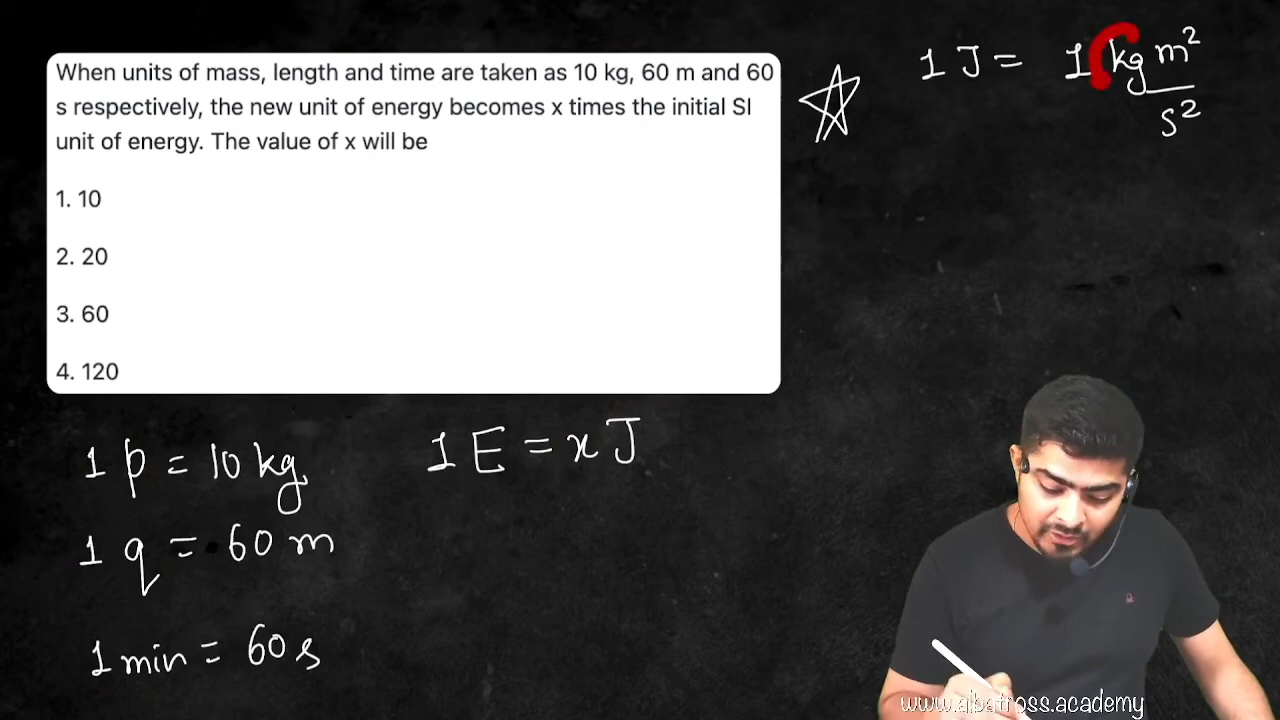 When units of mass, length and time are taken as 10 kg, 60 m and 60
s respectively, the new unit of energy becomes x times the initial SI
unit of energy. The value of x will be
1. 10
2. 20
3. 60
4. 120
1 J = 1 kg m²
s²
1 p = 10 kg
1 E = x J
1 q = 60 m
1 min = 60 s
www.albatross.academy